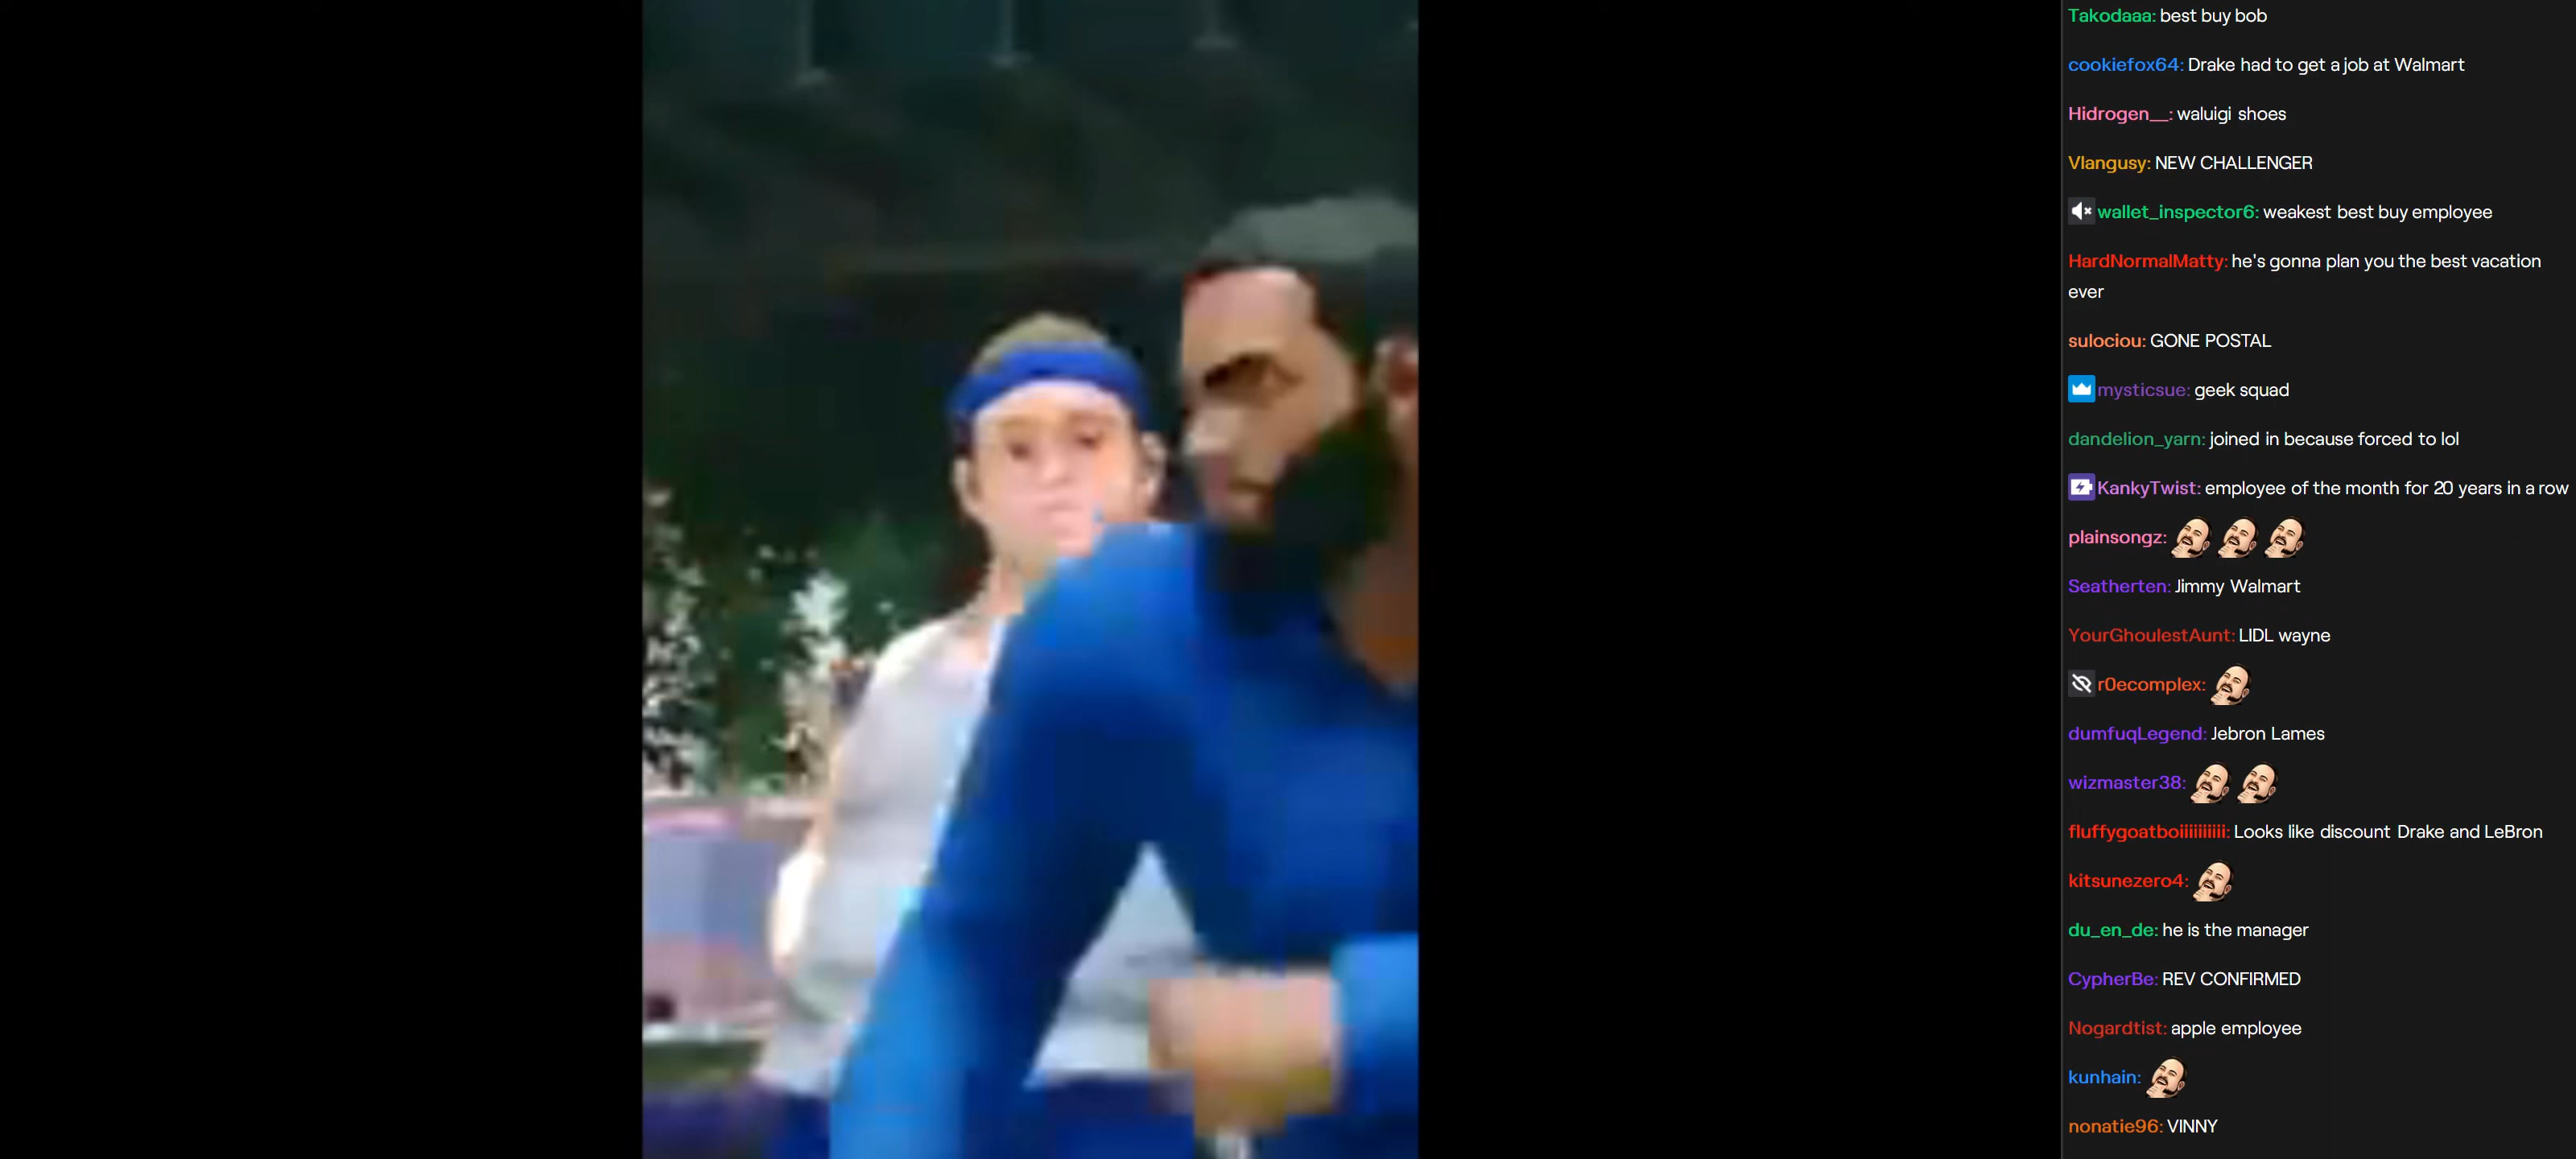 Takodaaa: best buy bob
cookiefox64: Drake had to get a job at Walmart
Hidrogen__: waluigi shoes
Vlangusy: NEW CHALLENGER
wallet_inspector6: weakest best buy employee
HardNormalMatty: he's gonna plan you the best vacation
ever
sulociou: GONE POSTAL
mysticsue: geek squad
dandelion_yarn: joined in because forced to lol
KankyTwist: employee of the month for 20 years in a row
plainsongz:
Seatherten: Jimmy Walmart
YourGhoulestAunt: LIDL wayne
r0ecomplex:
dumfuqLegend: Jebron Lames
wizmaster38:
fluffygoatboiiiiiiiiii: Looks like discount Drake and LeBron
kitsunezero4:
du_en_de: he is the manager
CypherBe: REV CONFIRMED
Nogardtist: apple employee
kunhain:
nonatie96: VINNY